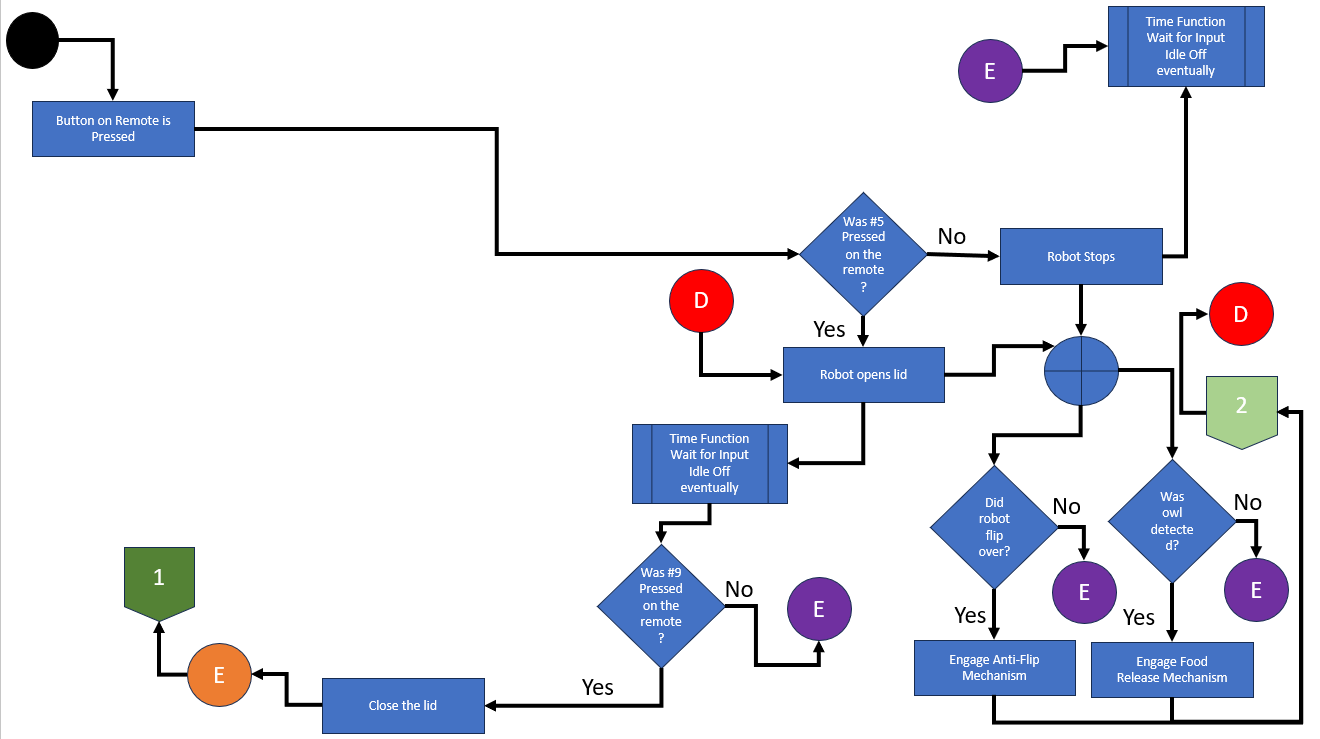 Time Function
Wait for Input
Idle Off
eventually
E
Button on Remote is
Pressed
Was #5
Pressed
on the
remote
?
No
Robot Stops
D
Yes
D
Robot opens lid
2
Time Function
Wait for Input
Idle Off
eventually
Did
robot
flip
over?
No
Was
owl
detecte
d?
No
1
Was #9
Pressed
on the
remote
?
No
E
E
E
Yes
Yes
Engage Anti-Flip
Mechanism
Engage Food
Release Mechanism
E
Yes
Close the lid